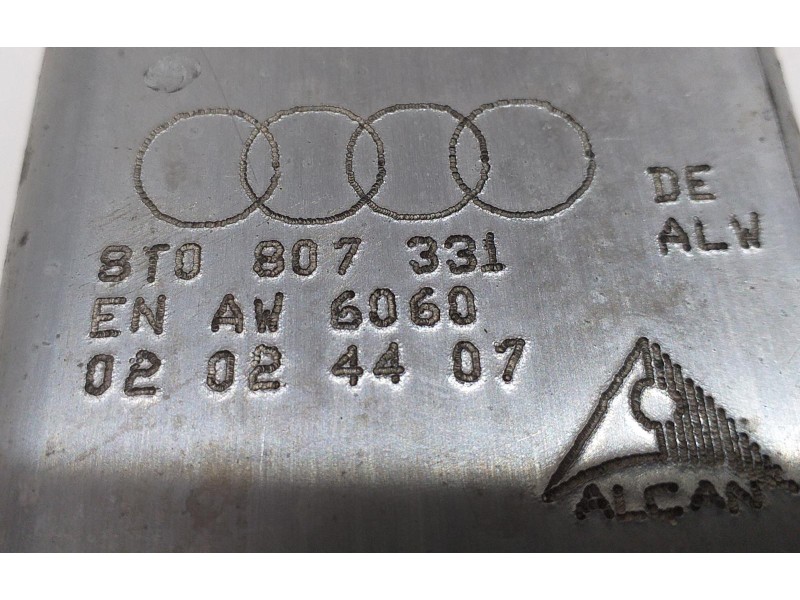 DE
ALW
8T0 807 331
EN AW 6060
02 02 44 07
ALCAN